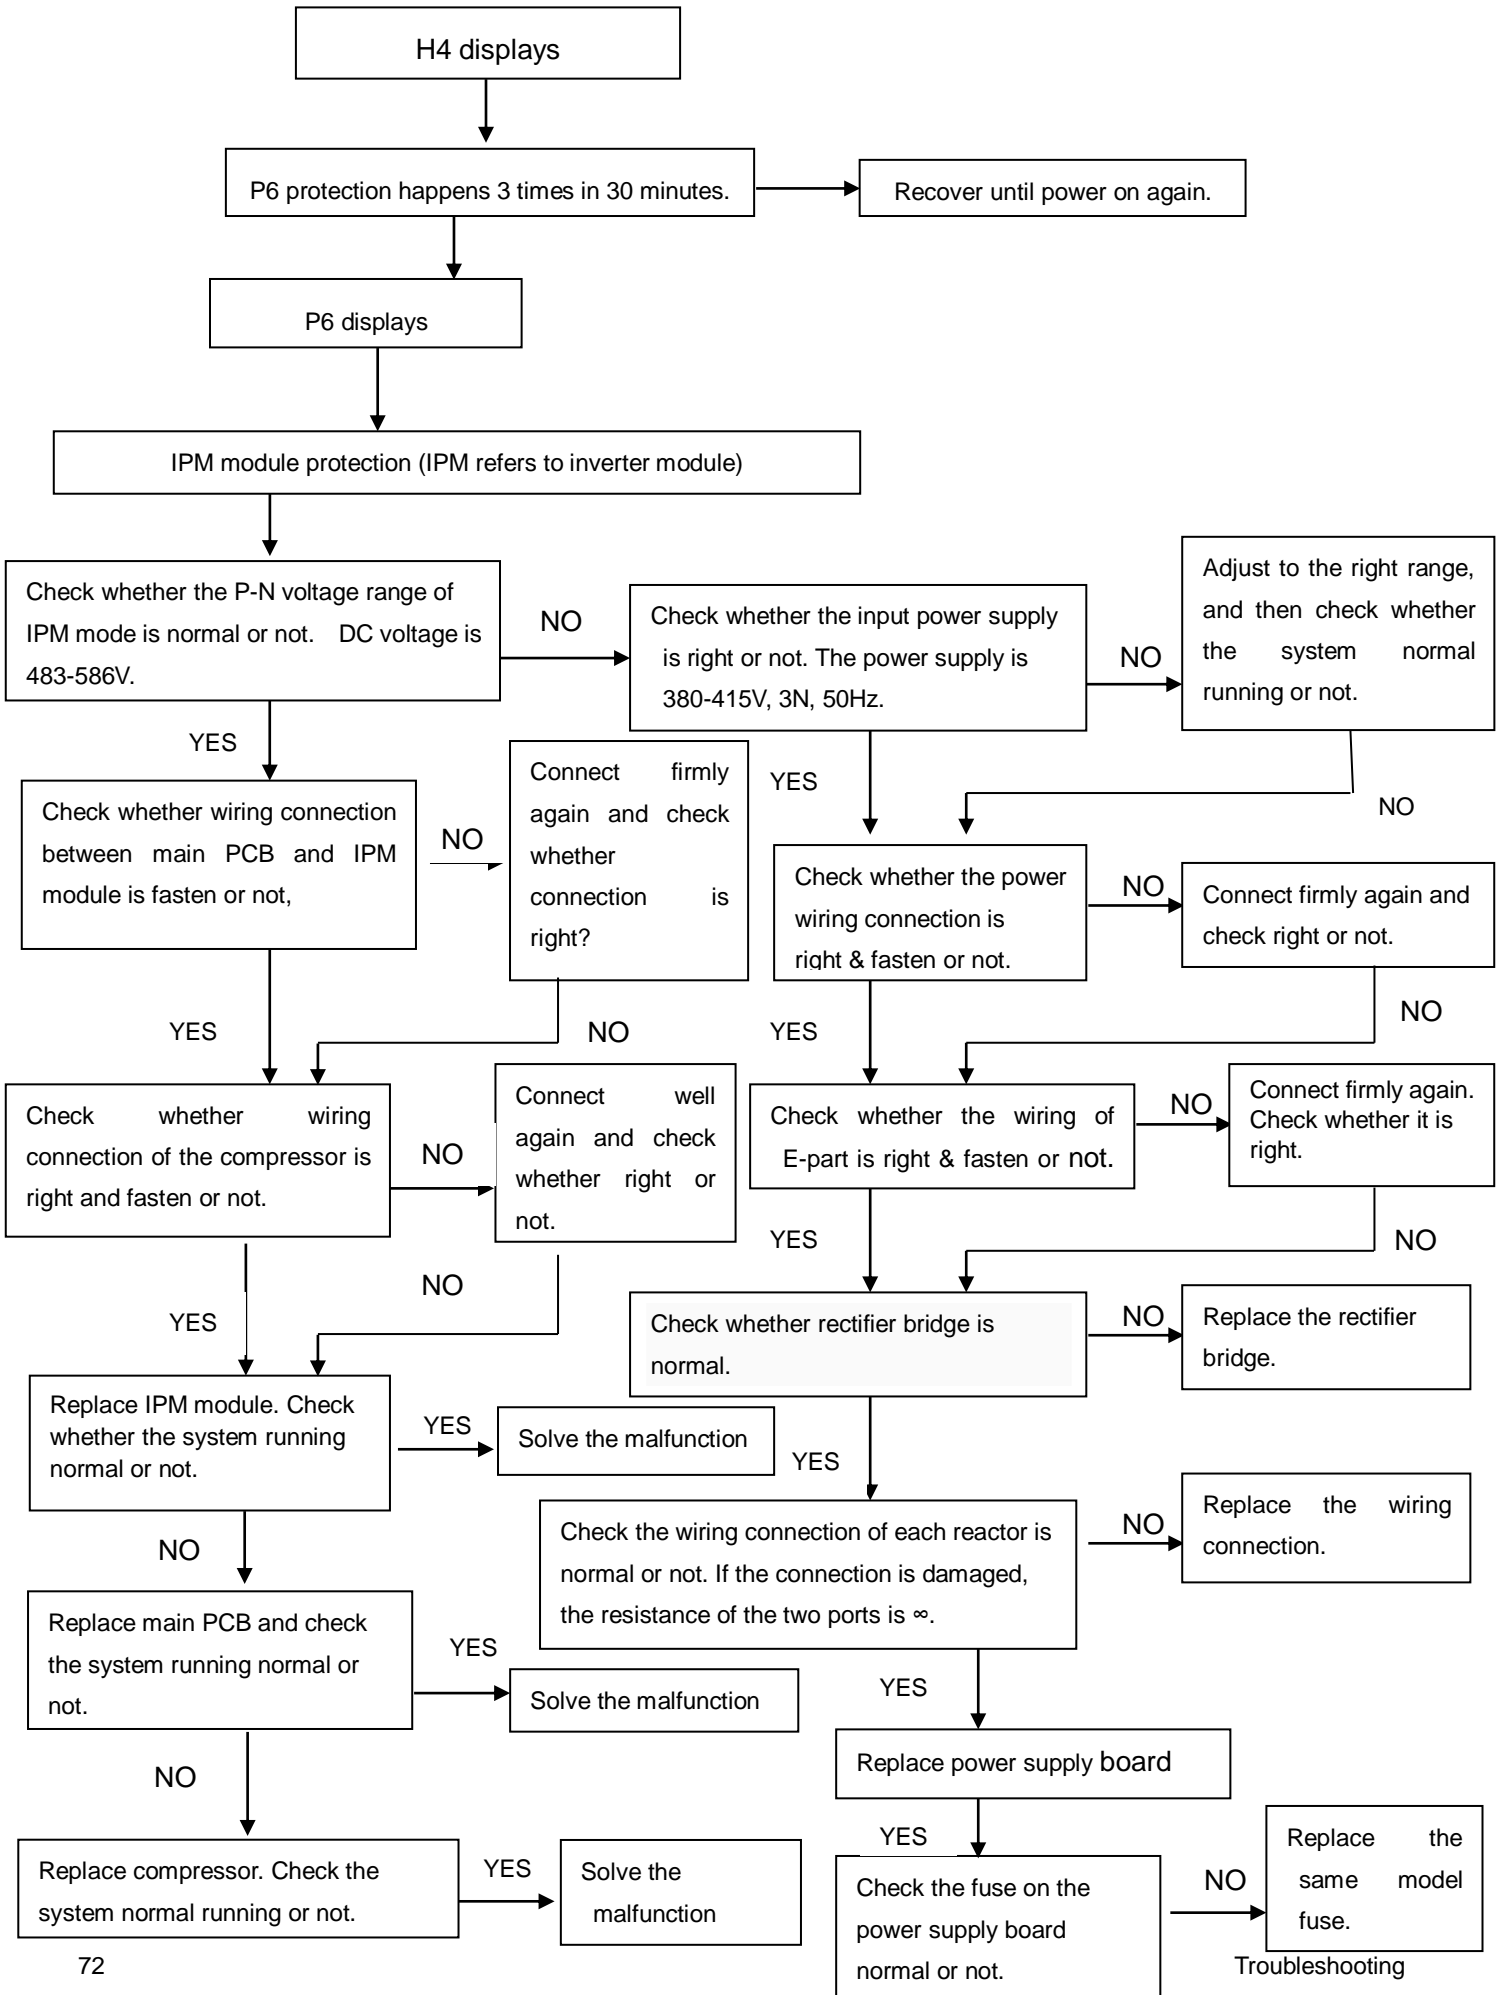 H4 displays
P6 protection happens 3 times in 30 minutes.
Recover until power on again.
P6 displays
IPM module protection (IPM refers to inverter module)
Check whether the P-N voltage range of
IPM mode is normal or not. DC voltage is
483-586V.
NO
Check whether the input power supply
is right or not. The power supply is
380-415V, 3N, 50Hz.
NO
Adjust to the right range,
and then check whether
the system normal
running or not.
YES
YES
NO
Check whether wiring connection
between main PCB and IPM
module is fasten or not,
NO
Connect firmly
again and check
whether
connection is
right?
Check whether the power
wiring connection is
right & fasten or not.
NO
Connect firmly again and
check right or not.
YES
NO
YES
NO
Check whether wiring
connection of the compressor is
right and fasten or not.
NO
Connect well
again and check
whether right or
not.
Check whether the wiring of
E-part is right & fasten or not.
NO
Connect firmly again.
Check whether it is
right.
YES
NO
YES
NO
Replace IPM module. Check
whether the system running
normal or not.
YES
Solve the malfunction
Check whether rectifier bridge is
normal.
NO
Replace the rectifier
bridge.
YES
NO
Check the wiring connection of each reactor is
normal or not. If the connection is damaged,
the resistance of the two ports is ∞.
NO
Replace the wiring
connection.
Replace main PCB and check
the system running normal or
not.
YES
Solve the malfunction
YES
Replace power supply board
NO
YES
Replace compressor. Check the
system normal running or not.
YES
Solve the
malfunction
Check the fuse on the
power supply board
normal or not.
NO
Replace the
same model
fuse.
72
Troubleshooting